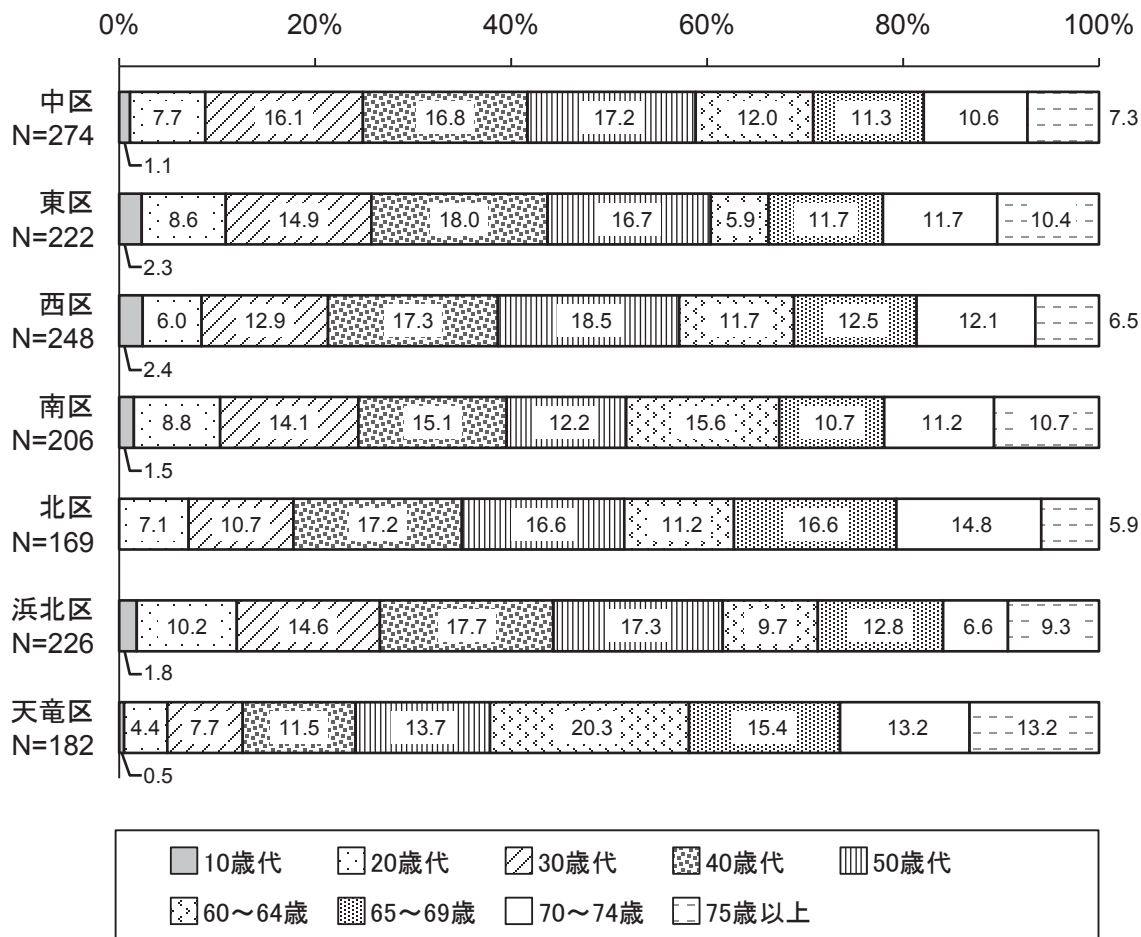 0% 20% 40% 60% 80% 100%
中区
N=274
7.7 16.1 16.8 17.2 12.0 11.3 10.6 7.3
1.1
東区
N=222
8.6 14.9 18.0 16.7 5.9 11.7 11.7 10.4
2.3
西区
N=248
6.0 12.9 17.3 18.5 11.7 12.5 12.1 6.5
2.4
南区
N=206
8.8 14.1 15.1 12.2 15.6 10.7 11.2 10.7
1.5
北区
N=169
7.1 10.7 17.2 16.6 11.2 16.6 14.8 5.9
浜北区
N=226
10.2 14.6 17.7 17.3 9.7 12.8 6.6 9.3
1.8
天竜区
N=182
4.4 7.7 11.5 13.7 20.3 15.4 13.2 13.2
0.5
10歳代 20歳代 30歳代 40歳代 50歳代
60～64歳 65～69歳 70～74歳 75歳以上